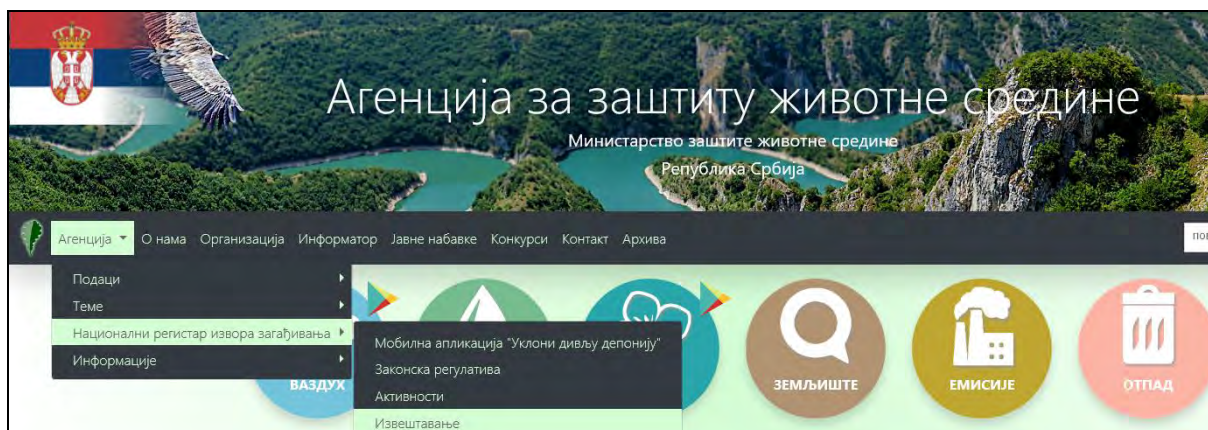 Агенција за заштиту животне средине
Министарство заштите животне средине
Република Србија
Агенција О нама Организација Информатор Јавне набавке Конкурси Контакт Архива
Подаци
Теме
Национални регистар извора загађивања
Информације
Мобилна апликација "Уклони дивљу депонију"
Законска регулатива
Активности
Извештавање
ВАЗДУХ
ЗЕМЉИШТЕ
ЕМИСИЈЕ
ОТПАД